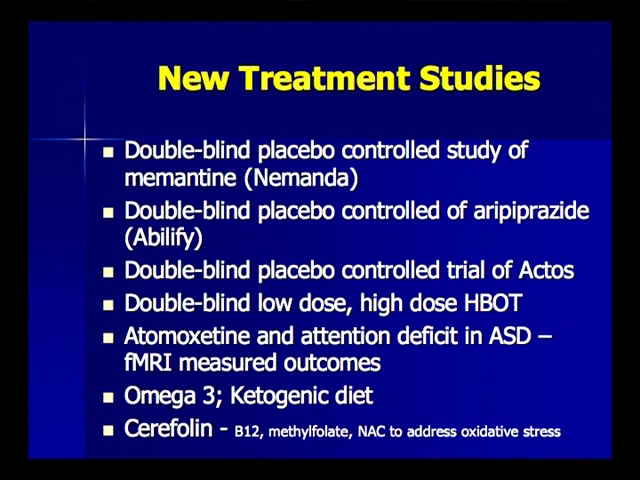 New Treatment Studies
Double-blind placebo controlled study of
memantine (Nemanda)
Double-blind placebo controlled of aripiprazide
(Abilify)
Double-blind placebo controlled trial of Actos
Double-blind low dose, high dose HBOT
Atomoxetine and attention deficit in ASD –
fMRI measured outcomes
Omega 3; Ketogenic diet
Cerefolin - B12, methylfolate, NAC to address oxidative stress